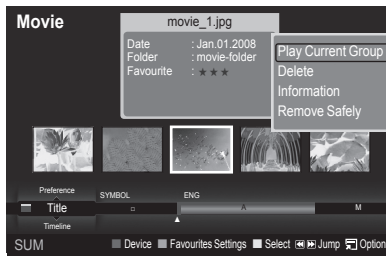 Movie
movie_1.jpg
Date : Jan.01.2008
Folder : movie-folder
Favourite : ★★★
Play Current Group
Delete
Information
Remove Safely
Preference
SYMBOL ENG
Title A M
Timeline
SUM Device Favourites Settings Select Jump Option